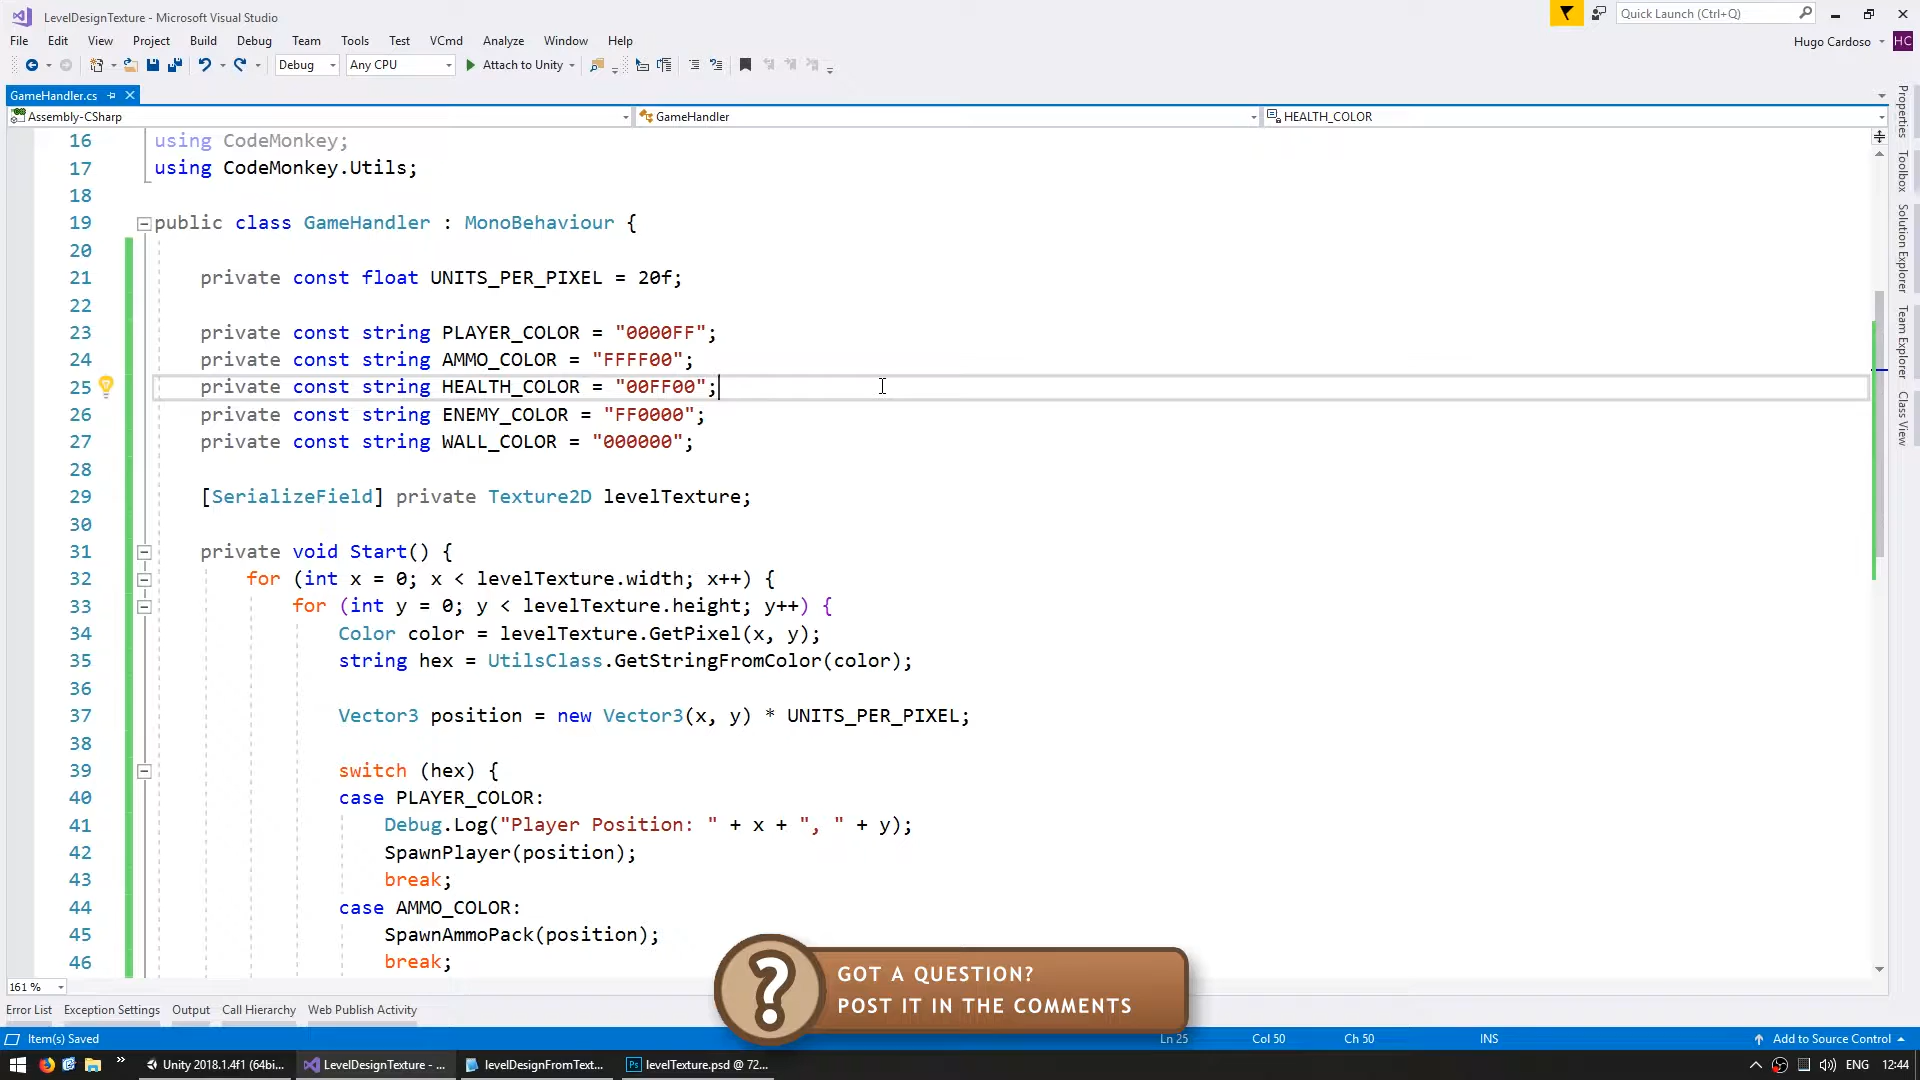 LevelDesignTexture - Microsoft Visual Studio
Quick Launch (Ctrl+Q)
File Edit View Project Build Debug Team Tools Test VCmd Analyze Window Help
Hugo Cardoso HC
Debug Any CPU Attach to Unity
GameHandler.cs
Assembly-CSharp GameHandler HEALTH_COLOR
16 using CodeMonkey;
17 using CodeMonkey.Utils;
18
19 public class GameHandler : MonoBehaviour {
20
21 private const float UNITS_PER_PIXEL = 20f;
22
23 private const string PLAYER_COLOR = "0000FF";
24 private const string AMMO_COLOR = "FFFF00";
25 private const string HEALTH_COLOR = "00FF00";
26 private const string ENEMY_COLOR = "FF0000";
27 private const string WALL_COLOR = "000000";
28
29 [SerializeField] private Texture2D levelTexture;
30
31 private void Start() {
32 for (int x = 0; x < levelTexture.width; x++) {
33 for (int y = 0; y < levelTexture.height; y++) {
34 Color color = levelTexture.GetPixel(x, y);
35 string hex = UtilsClass.GetStringFromColor(color);
36
37 Vector3 position = new Vector3(x, y) * UNITS_PER_PIXEL;
38
39 switch (hex) {
40 case PLAYER_COLOR:
41 Debug.Log("Player Position: " + x + ", " + y);
42 SpawnPlayer(position);
43 break;
44 case AMMO_COLOR:
45 SpawnAmmoPack(position);
46 break;
Properties
Toolbox
Solution Explorer
Team Explorer
Class View
GOT A QUESTION?
POST IT IN THE COMMENTS
161 %
Error List Exception Settings Output Call Hierarchy Web Publish Activity
Item(s) Saved Ln 25 Col 50 Ch 50 INS Add to Source Control
Unity 2018.1.4f1 (64bi... LevelDesignTexture - ... levelDesignFromText... Ps levelTexture.psd @ 72... ENG 12:44